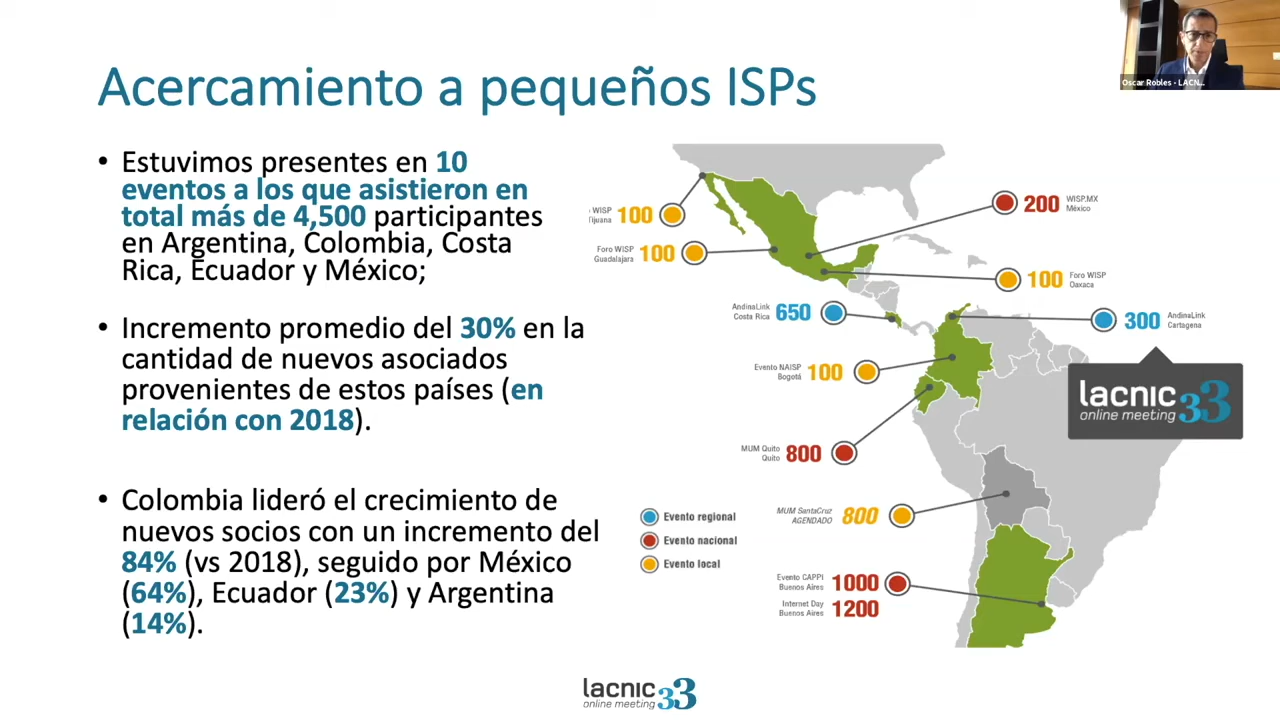 Oscar Robles - LACN...
Acercamiento a pequeños ISPs
• Estuvimos presentes en 10
eventos a los que asistieron en
total más de 4,500 participantes
en Argentina, Colombia, Costa
Rica, Ecuador y México;
• Incremento promedio del 30% en la
cantidad de nuevos asociados
provenientes de estos países (en
relación con 2018).
• Colombia lideró el crecimiento de
nuevos socios con un incremento del
84% (vs 2018), seguido por México
(64%), Ecuador (23%) y Argentina
(14%).
WISP
Tijuana
100
Foro WISP
Guadalajara
100
200
WISP.MX
México
100
Foro WISP
Oaxaca
AndinaLink
Costa Rica
650
300
AndinaLink
Cartagena
Evento NAISP
Bogotá
100
lacnic 33
online meeting
MUM Quito
Quito
800
MUM SantaCruz
AGENDADO
800
Evento regional
Evento nacional
Evento local
Evento CAPPI
Buenos Aires
1000
Internet Day
Buenos Aires
1200
lacnic 33
online meeting